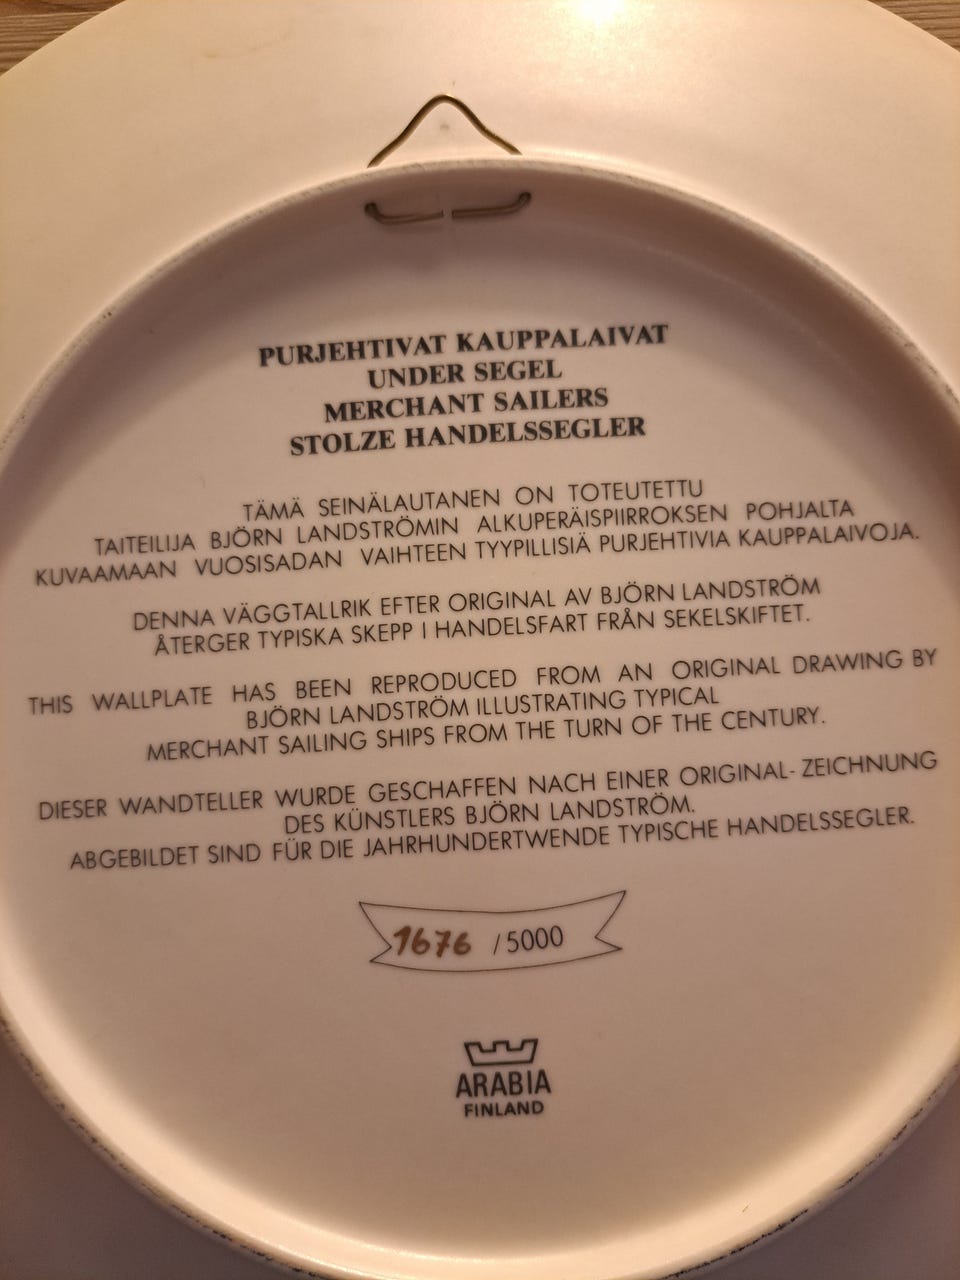 PURJEHTIVAT KAUPPALAIVAT
UNDER SEGEL
MERCHANT SAILERS
STOLZE HANDELSSEGLER
TÄMÄ SEINÄLAUTANEN ON TOTEUTETTU
TAITEILIJA BJÖRN LANDSTRÖMIN ALKUPERÄISPIIRROKSEN POHJALTA
KUVAAMAAN VUOSISADAN VAIHTEEN TYYPILLISIÄ PURJEHTIVIA KAUPPALAIVOJA.
DENNA VÄGGTALLRIK EFTER ORIGINAL AV BJÖRN LANDSTRÖM
ÅTERGER TYPISKA SKEPP I HANDELSFART FRÅN SEKELSKIFTET.
THIS WALLPLATE HAS BEEN REPRODUCED FROM AN ORIGINAL DRAWING BY
BJÖRN LANDSTRÖM ILLUSTRATING TYPICAL
MERCHANT SAILING SHIPS FROM THE TURN OF THE CENTURY.
DIESER WANDTELLER WURDE GESCHAFFEN NACH EINER ORIGINAL- ZEICHNUNG
DES KÜNSTLERS BJÖRN LANDSTRÖM.
ABGEBILDET SIND FÜR DIE JAHRHUNDERTWENDE TYPISCHE HANDELSSEGLER.
1676 /5000
ARABIA
FINLAND